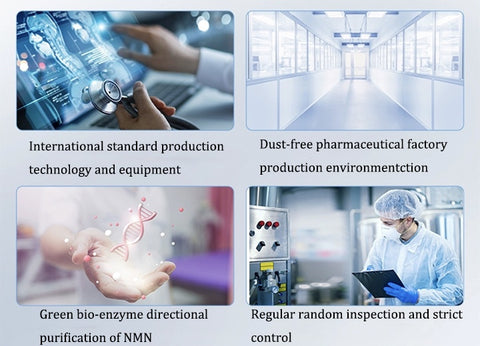 International standard production
technology and equipment
Dust-free pharmaceutical factory
production environmentction
Green bio-enzyme directional
purification of NMN
Regular random inspection and strict
control